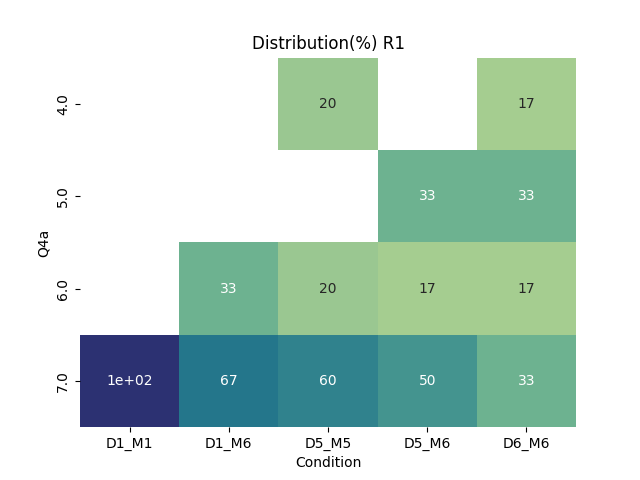 Distribution(%) R1
4.0 20 17
5.0 33 33
6.0 33 20 17 17
7.0 1e+02 67 60 50 33
Q4a
D1_M1 D1_M6 D5_M5 D5_M6 D6_M6
Condition